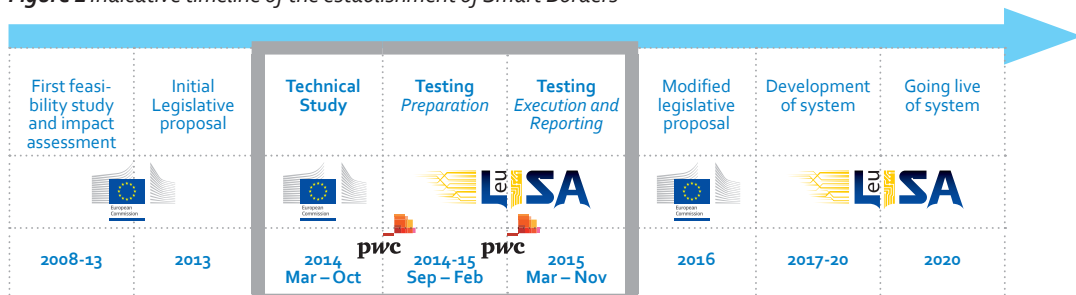 Figure 1 Indicative timeline of the establishment of Smart Borders
First feasi-
bility study
and impact
assessment
Initial
Legislative
proposal
Technical
Study
Testing
Preparation
Testing
Execution and
Reporting
Modified
legislative
proposal
Development
of system
Going live
of system
European
Commission
European
Commission
eu LISA
European
Commission
eu LISA
pwc
pwc
2008-13
2013
2014
Mar – Oct
2014-15
Sep – Feb
2015
Mar – Nov
2016
2017-20
2020